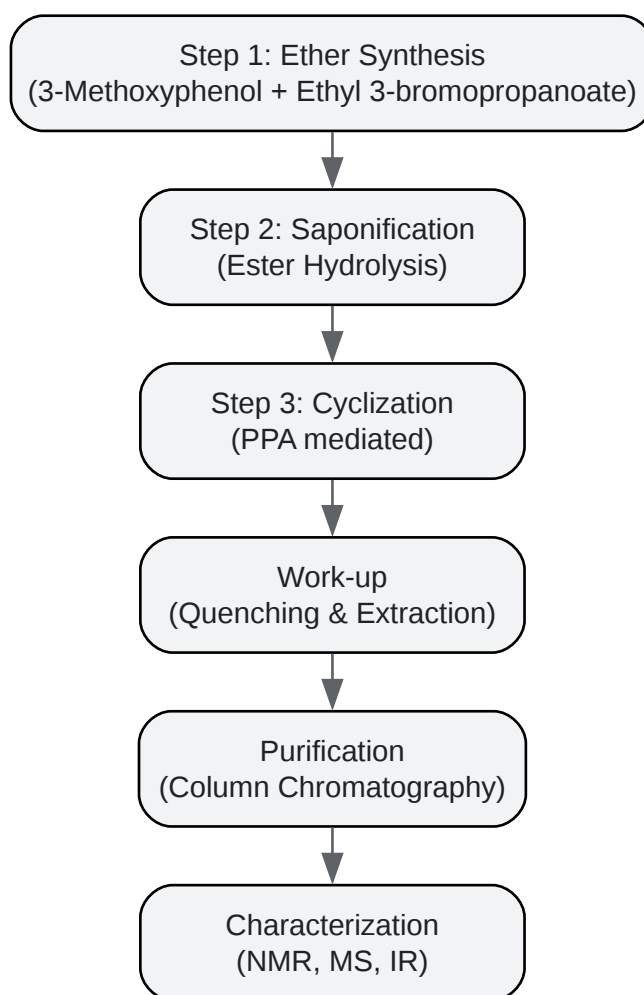 Step 1: Ether Synthesis
(3-Methoxyphenol + Ethyl 3-bromopropanoate)
Step 2: Saponification
(Ester Hydrolysis)
Step 3: Cyclization
(PPA mediated)
Work-up
(Quenching & Extraction)
Purification
(Column Chromatography)
Characterization
(NMR, MS, IR)